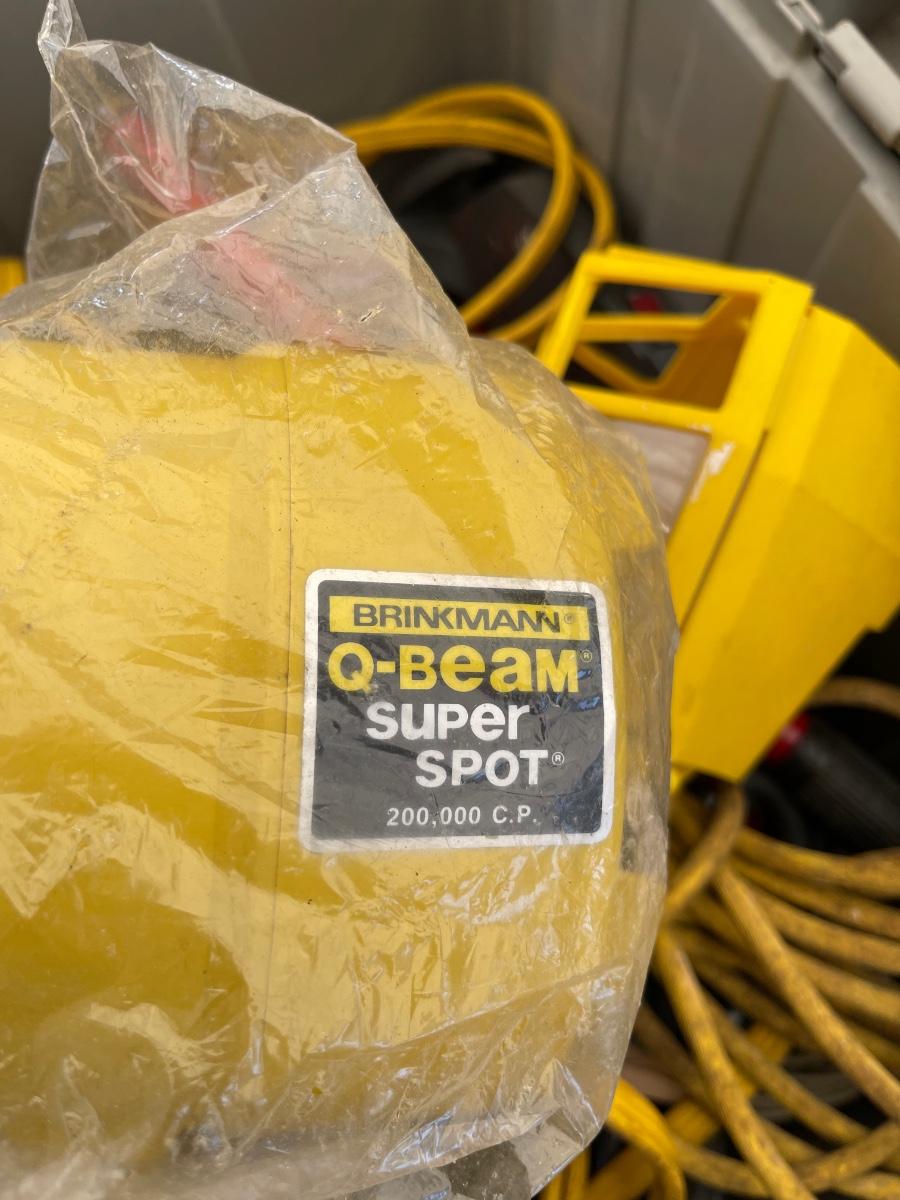 BRINKMANN®
Q-BeaM®
super
SPOT®
200,000 C.P.